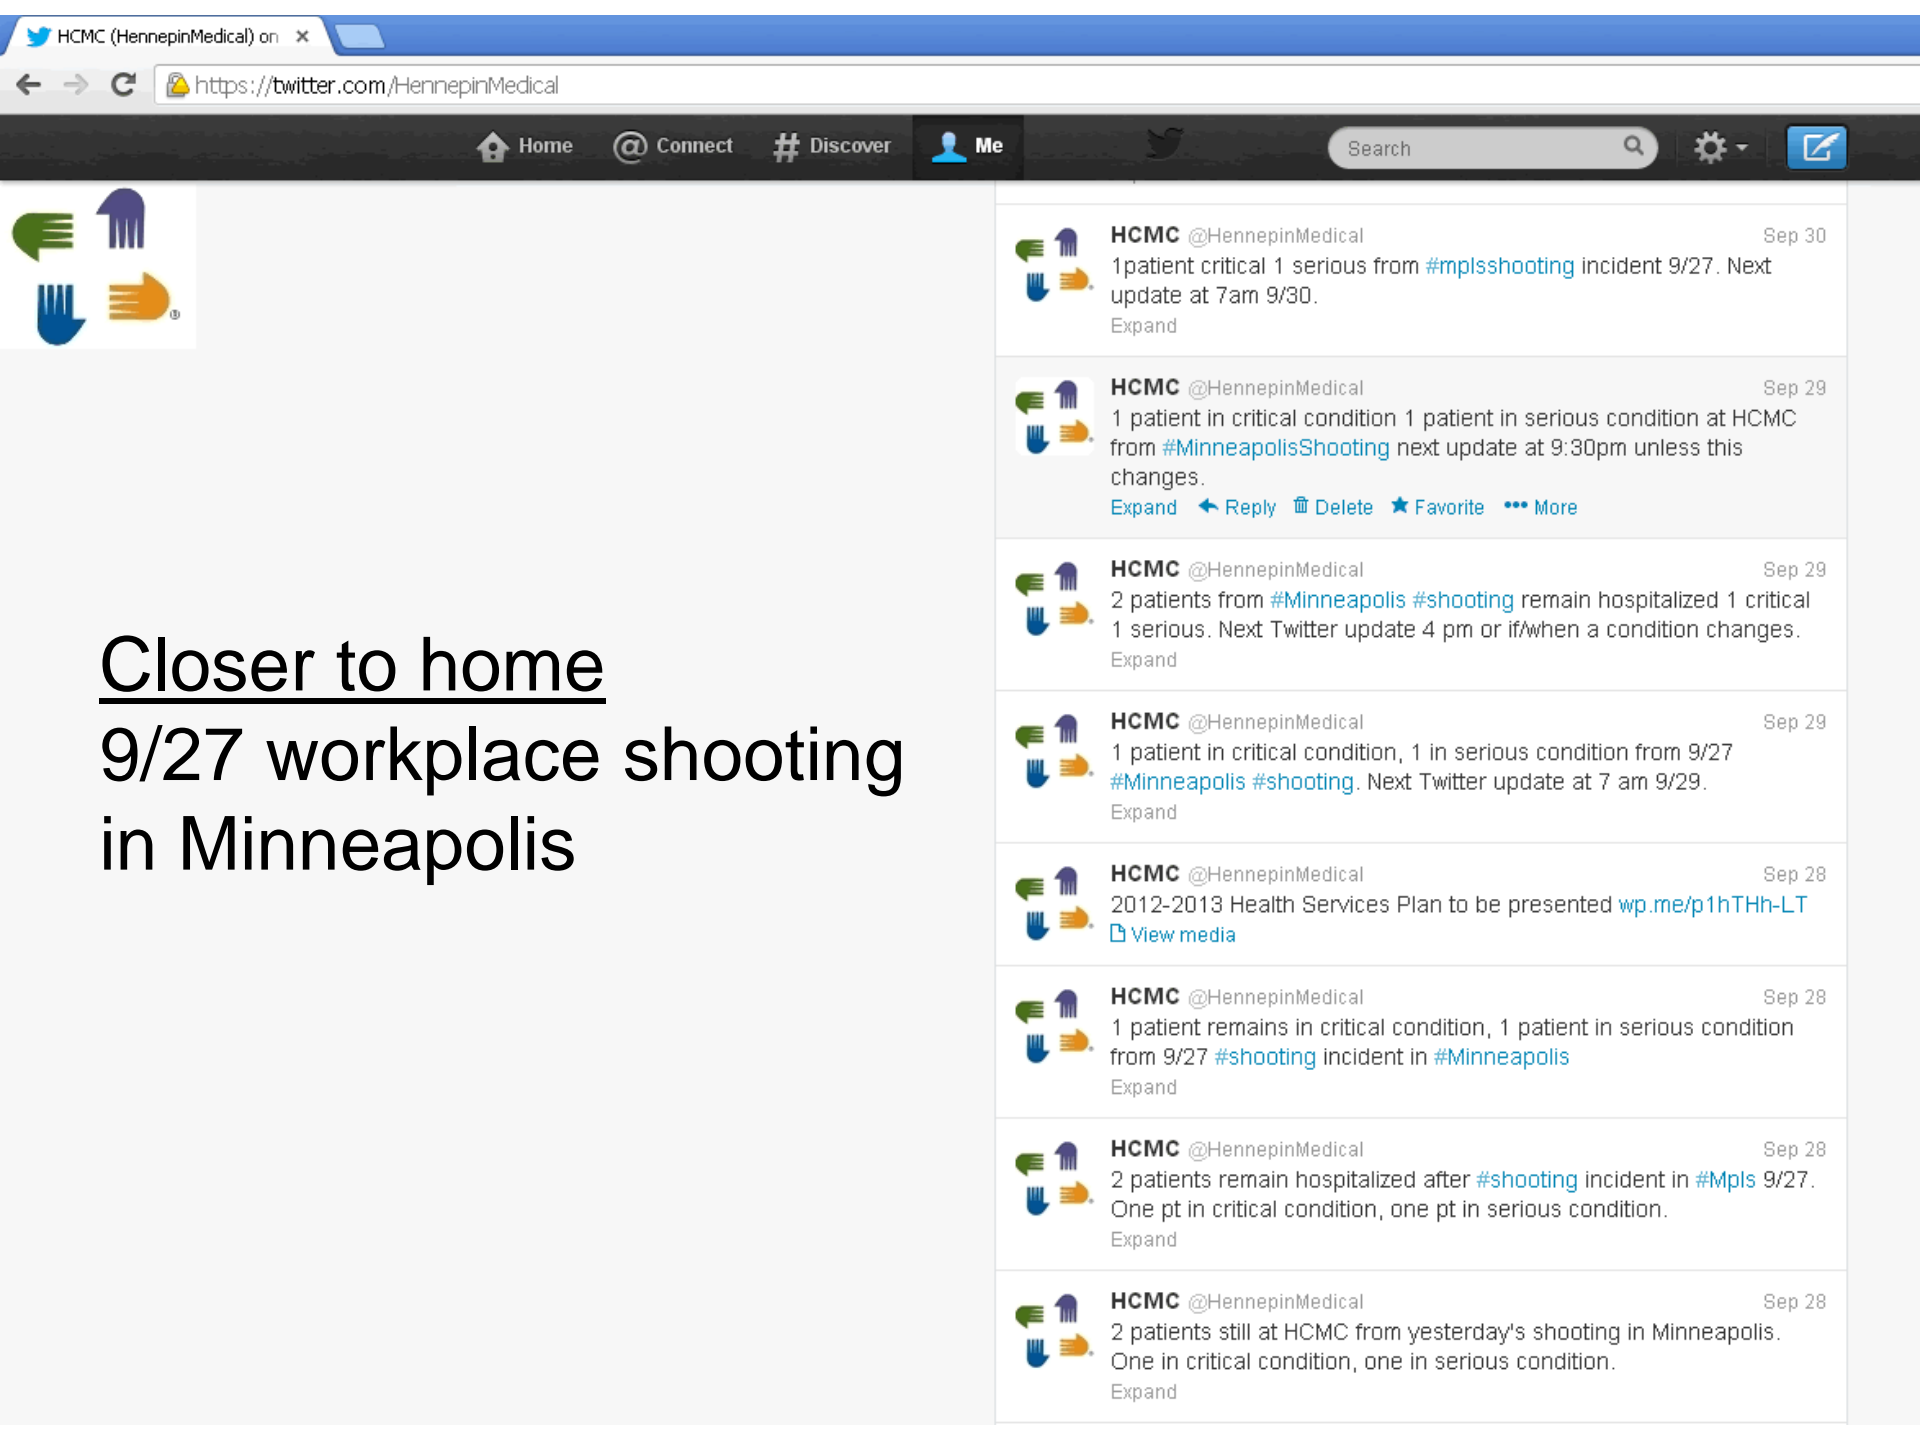 HCMC (HennepinMedical) on
https://twitter.com/HennepinMedical
Home @ Connect # Discover Me Search
Closer to home
9/27 workplace shooting
in Minneapolis
HCMC @HennepinMedical Sep 30
1patient critical 1 serious from #mplsshooting incident 9/27. Next
update at 7am 9/30.
Expand
HCMC @HennepinMedical Sep 29
1 patient in critical condition 1 patient in serious condition at HCMC
from #MinneapolisShooting next update at 9:30pm unless this
changes.
Expand Reply Delete Favorite More
HCMC @HennepinMedical Sep 29
2 patients from #Minneapolis #shooting remain hospitalized 1 critical
1 serious. Next Twitter update 4 pm or if/when a condition changes.
Expand
HCMC @HennepinMedical Sep 29
1 patient in critical condition, 1 in serious condition from 9/27
#Minneapolis #shooting. Next Twitter update at 7 am 9/29.
Expand
HCMC @HennepinMedical Sep 28
2012-2013 Health Services Plan to be presented wp.me/p1hTHh-LT
View media
HCMC @HennepinMedical Sep 28
1 patient remains in critical condition, 1 patient in serious condition
from 9/27 #shooting incident in #Minneapolis
Expand
HCMC @HennepinMedical Sep 28
2 patients remain hospitalized after #shooting incident in #Mpls 9/27.
One pt in critical condition, one pt in serious condition.
Expand
HCMC @HennepinMedical Sep 28
2 patients still at HCMC from yesterday's shooting in Minneapolis.
One in critical condition, one in serious condition.
Expand